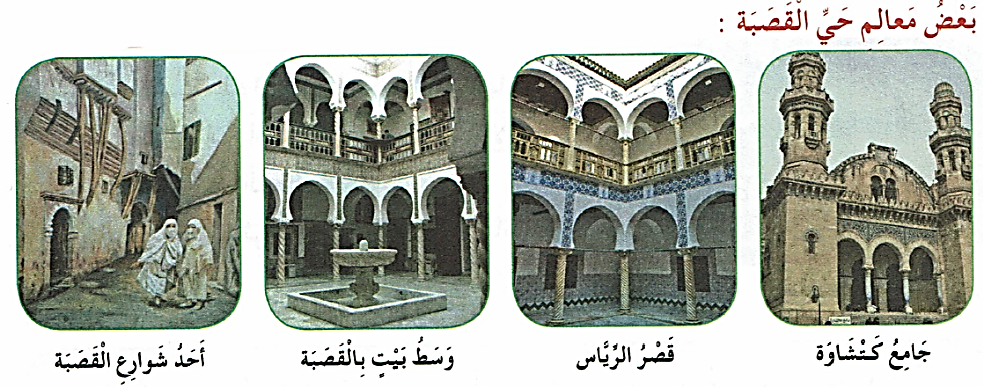 بَعْضُ مَعالِمِ حَيِّ الْقَصَبَة :
جَامِعُ كَتْشَاوَة
قَصْرُ الرِّيَّاس
وَسَطُ بَيْتٍ بِالْقَصَبَة
أَحَدُ شَوارِعِ الْقَصَبَة